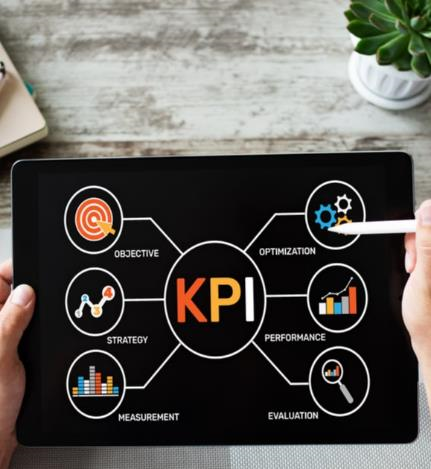 OBJECTIVE
OPTIMIZATION
KPI
STRATEGY
PERFORMANCE
MEASUREMENT
EVALUATION